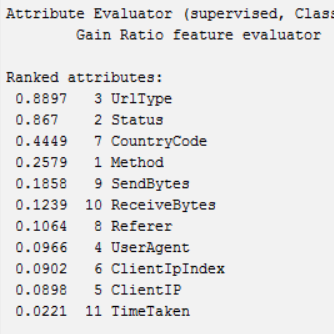 Attribute Evaluator (supervised, Clas
Gain Ratio feature evaluator
Ranked attributes:
0.8897 3 UrlType
0.867 2 Status
0.4449 7 CountryCode
0.2579 1 Method
0.1858 9 SendBytes
0.1239 10 ReceiveBytes
0.1064 8 Referer
0.0966 4 UserAgent
0.0902 6 ClientIpIndex
0.0898 5 ClientIP
0.0221 11 TimeTaken